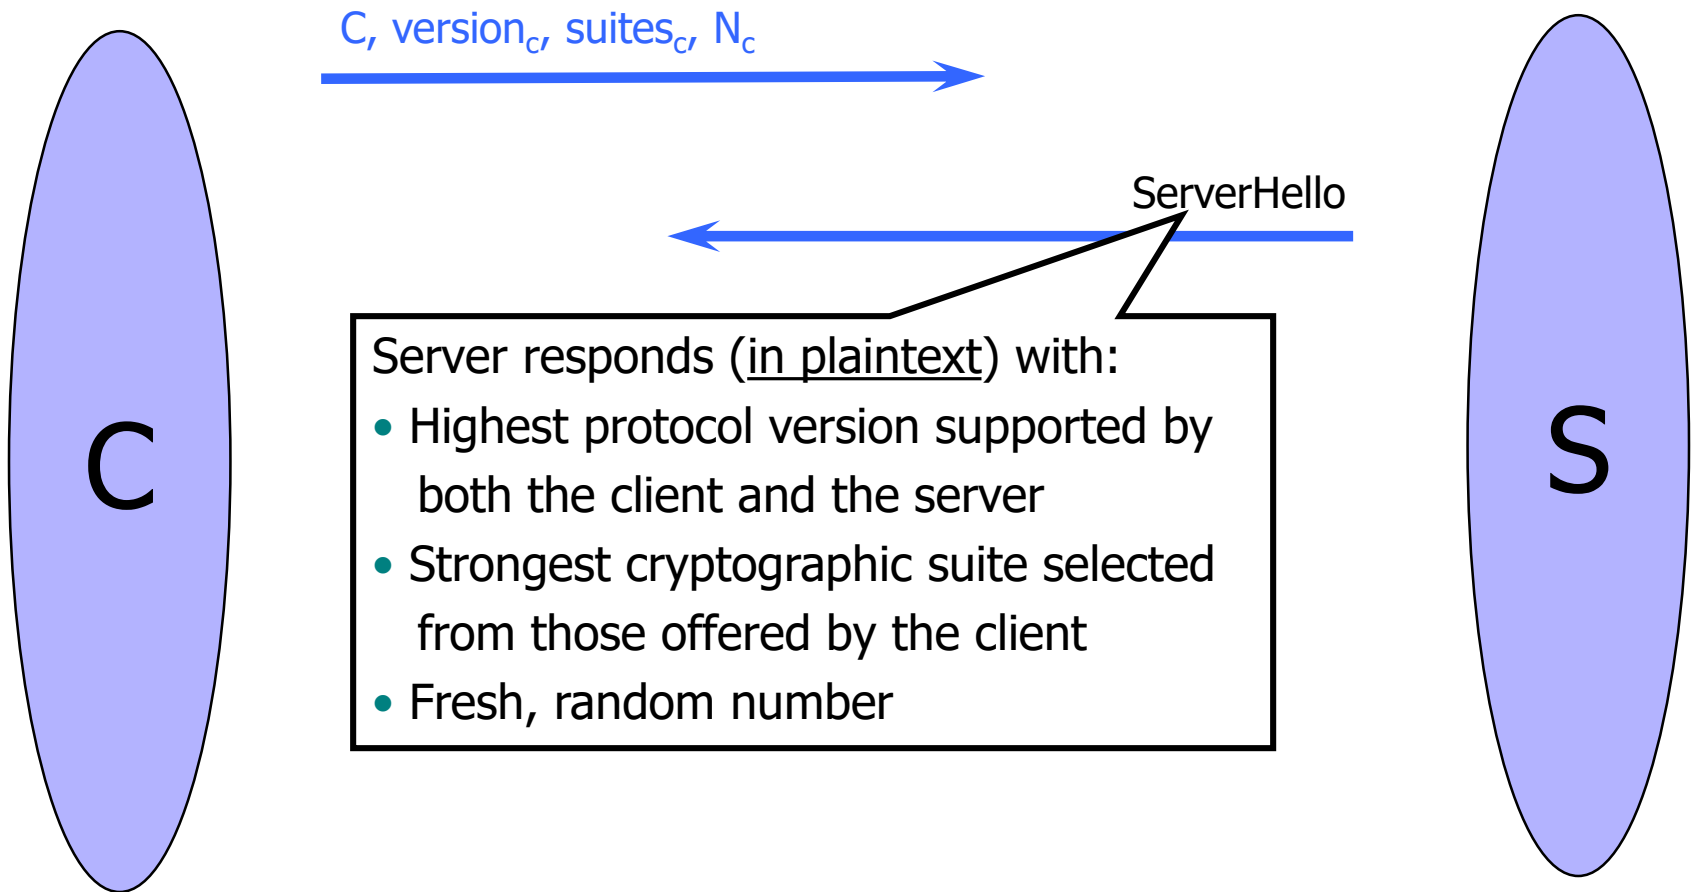 C, version_c, suites_c, N_c
ServerHello
Server responds (in plaintext) with:
• Highest protocol version supported by
both the client and the server
• Strongest cryptographic suite selected
from those offered by the client
• Fresh, random number
C
S